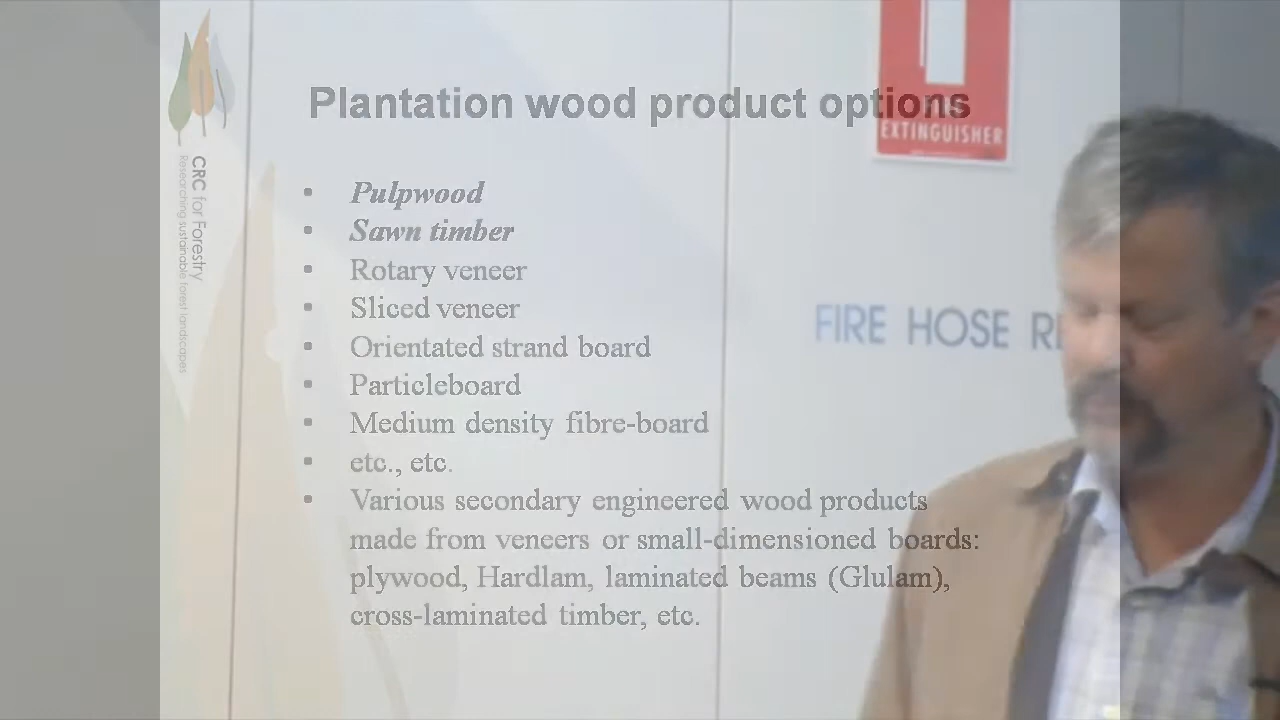 Plantation wood product options
• Pulpwood
• Sawn timber
• Rotary veneer
• Sliced veneer
• Orientated strand board
• Particleboard
• Medium density fibre-board
• etc., etc.
• Various secondary engineered wood products
made from veneers or small-dimensioned boards:
plywood, Hardlam, laminated beams (Glulam),
cross-laminated timber, etc.
CRC for Forestry
Researching sustainable forest landscapes
FIRE
EXTINGUISHER
FIRE HOSE